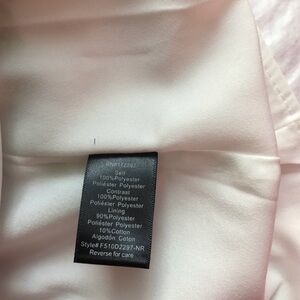 Self
100%Polyester
Poliéster Polyester
Contrast
100%Polyester
Poliéster Polyester
Lining
90%Polyester
Poliéster Polyester
10%Cotton
Algodón Coton
Style# F510D2297-NR
Reverse for care